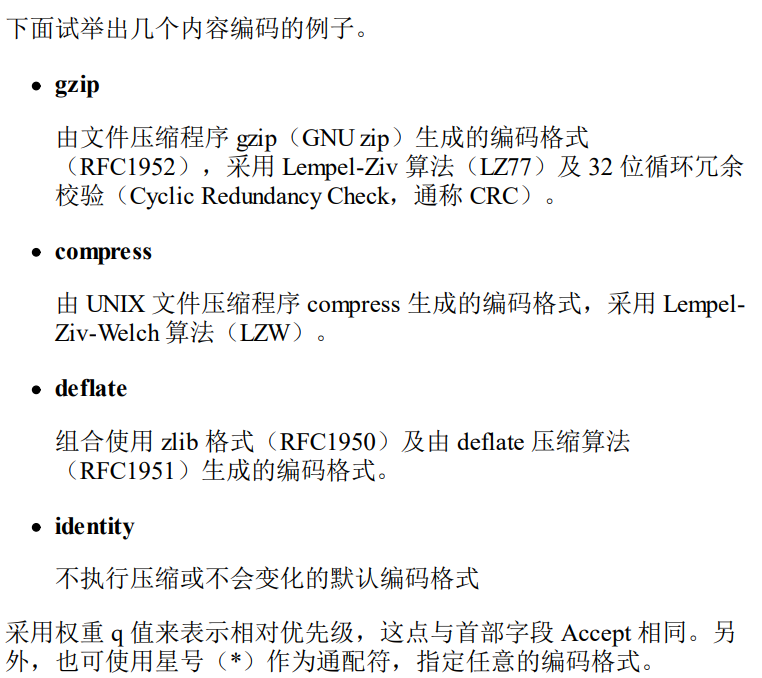 下面试举出几个内容编码的例子。
• gzip
由文件压缩程序 gzip（GNU zip）生成的编码格式
（RFC1952），采用 Lempel-Ziv 算法（LZ77）及 32 位循环冗余
校验（Cyclic Redundancy Check，通称 CRC）。
• compress
由 UNIX 文件压缩程序 compress 生成的编码格式，采用 Lempel-
Ziv-Welch 算法（LZW）。
• deflate
组合使用 zlib 格式（RFC1950）及由 deflate 压缩算法
（RFC1951）生成的编码格式。
• identity
不执行压缩或不会变化的默认编码格式
采用权重 q 值来表示相对优先级，这点与首部字段 Accept 相同。另
外，也可使用星号（*）作为通配符，指定任意的编码格式。